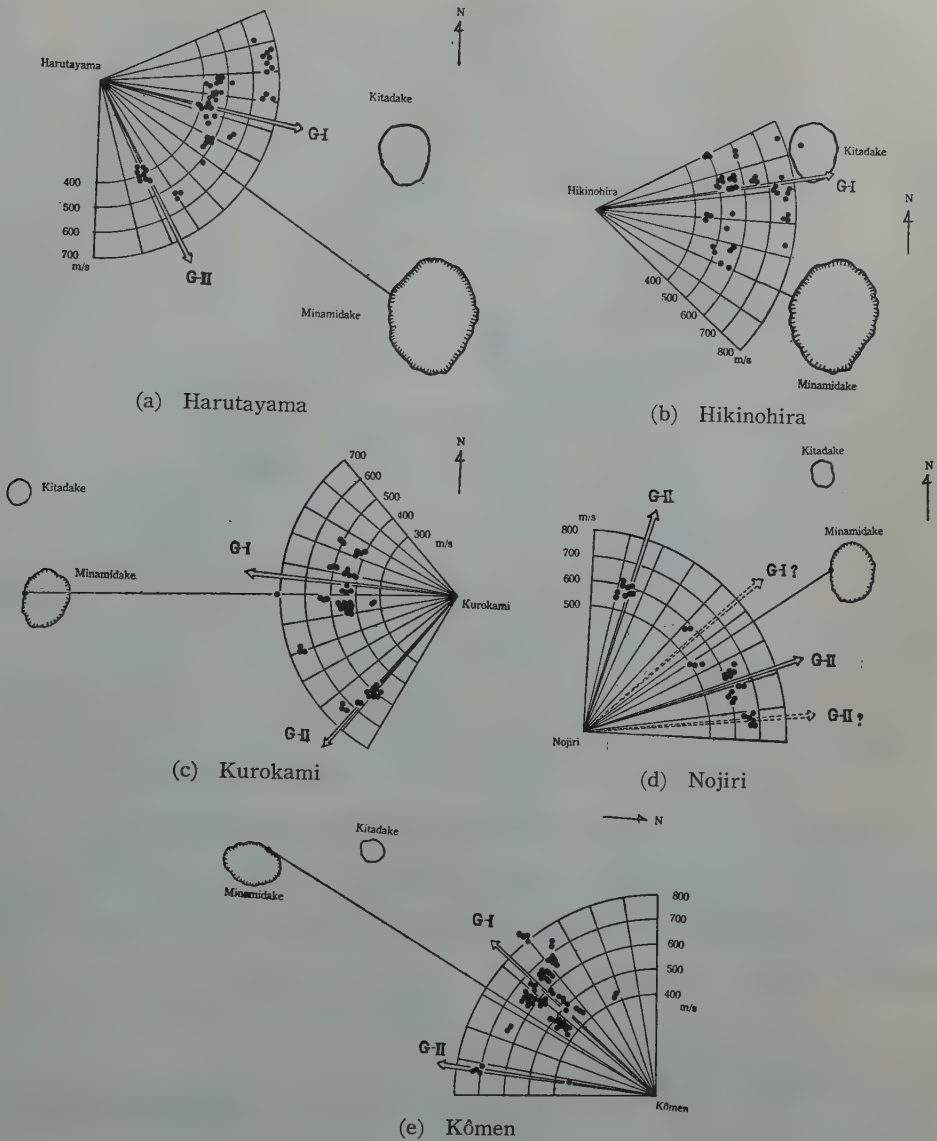 N
Harutayama
Kitadake
G-I
400
500
600
700
m/s
G-II
Minamidake
(a) Harutayama
N
Kitadake
Hikinohira
G-I
400
500
600
700
800
m/s
Minamidake
(b) Hikinohira
N
Kitadake
700
600
500
400
300
m/s
G-I
Minamidake
Kurokami
G-II
(c) Kurokami
N
Kitadake
G-II
m/s
800
700
600
500
Minamidake
G-I ?
G-II
G-II ?
Nojiri
(d) Nojiri
N
Kitadake
Minamidake
G-I
800
700
600
500
400
m/s
G-II
Kômen
(e) Kômen